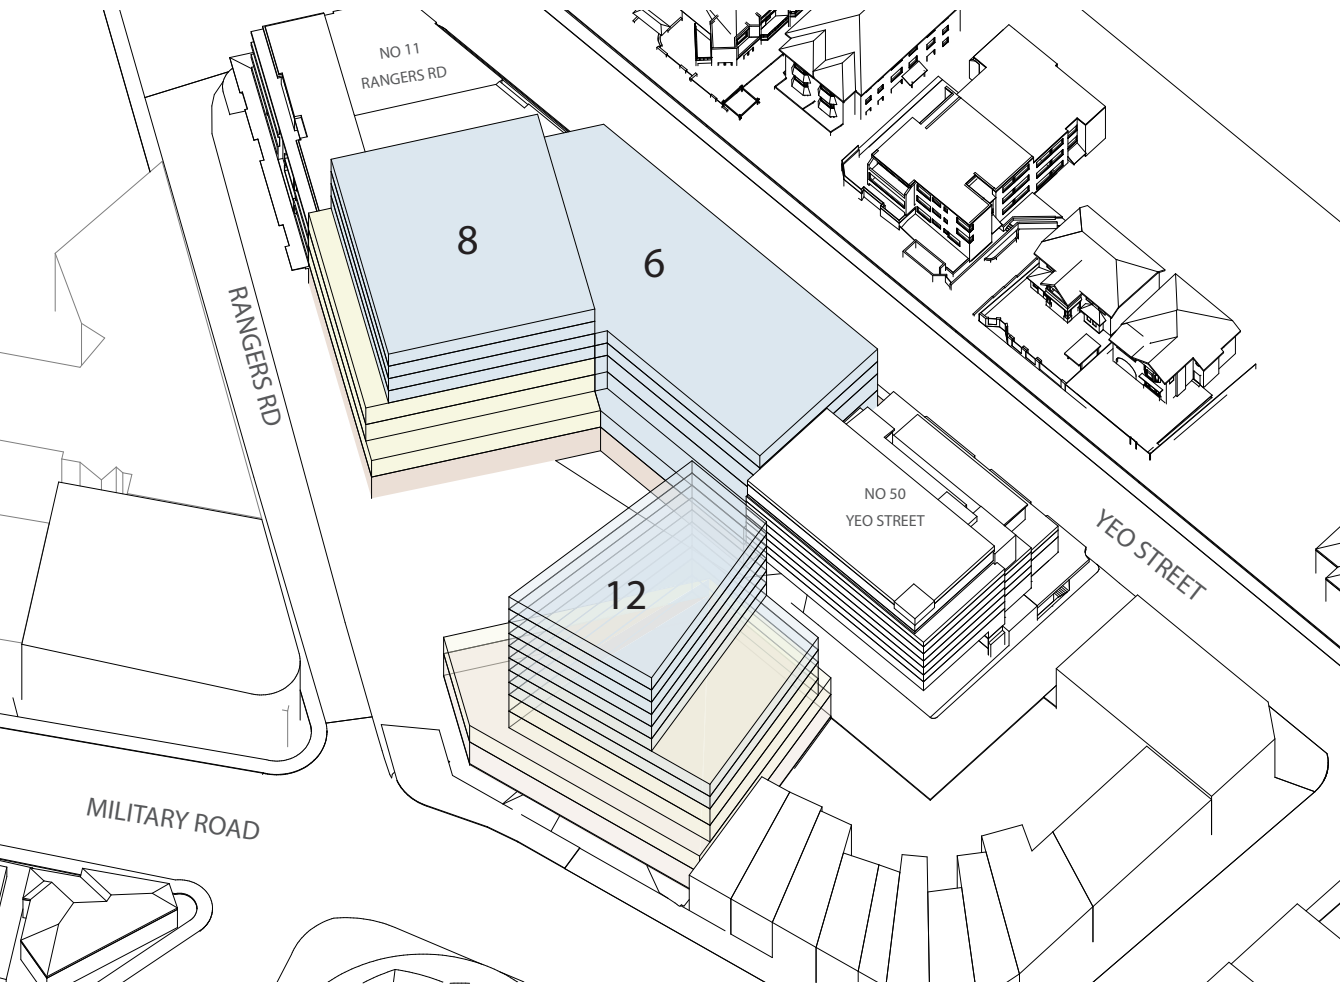 NO 11
RANGERS RD
8
6
RANGERS RD
NO 50
YEO STREET
YEO STREET
12
MILITARY ROAD